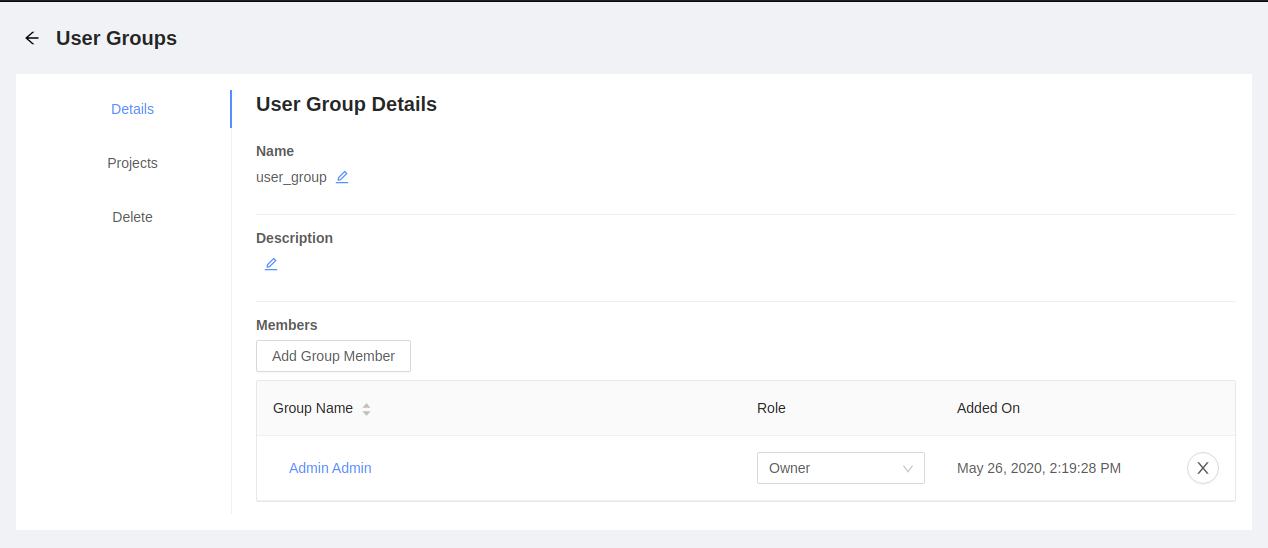 User Groups
Details
Projects
Delete
User Group Details
Name
user_group
Description
Members
Add Group Member
Group Name Role Added On
Admin Admin Owner May 26, 2020, 2:19:28 PM X